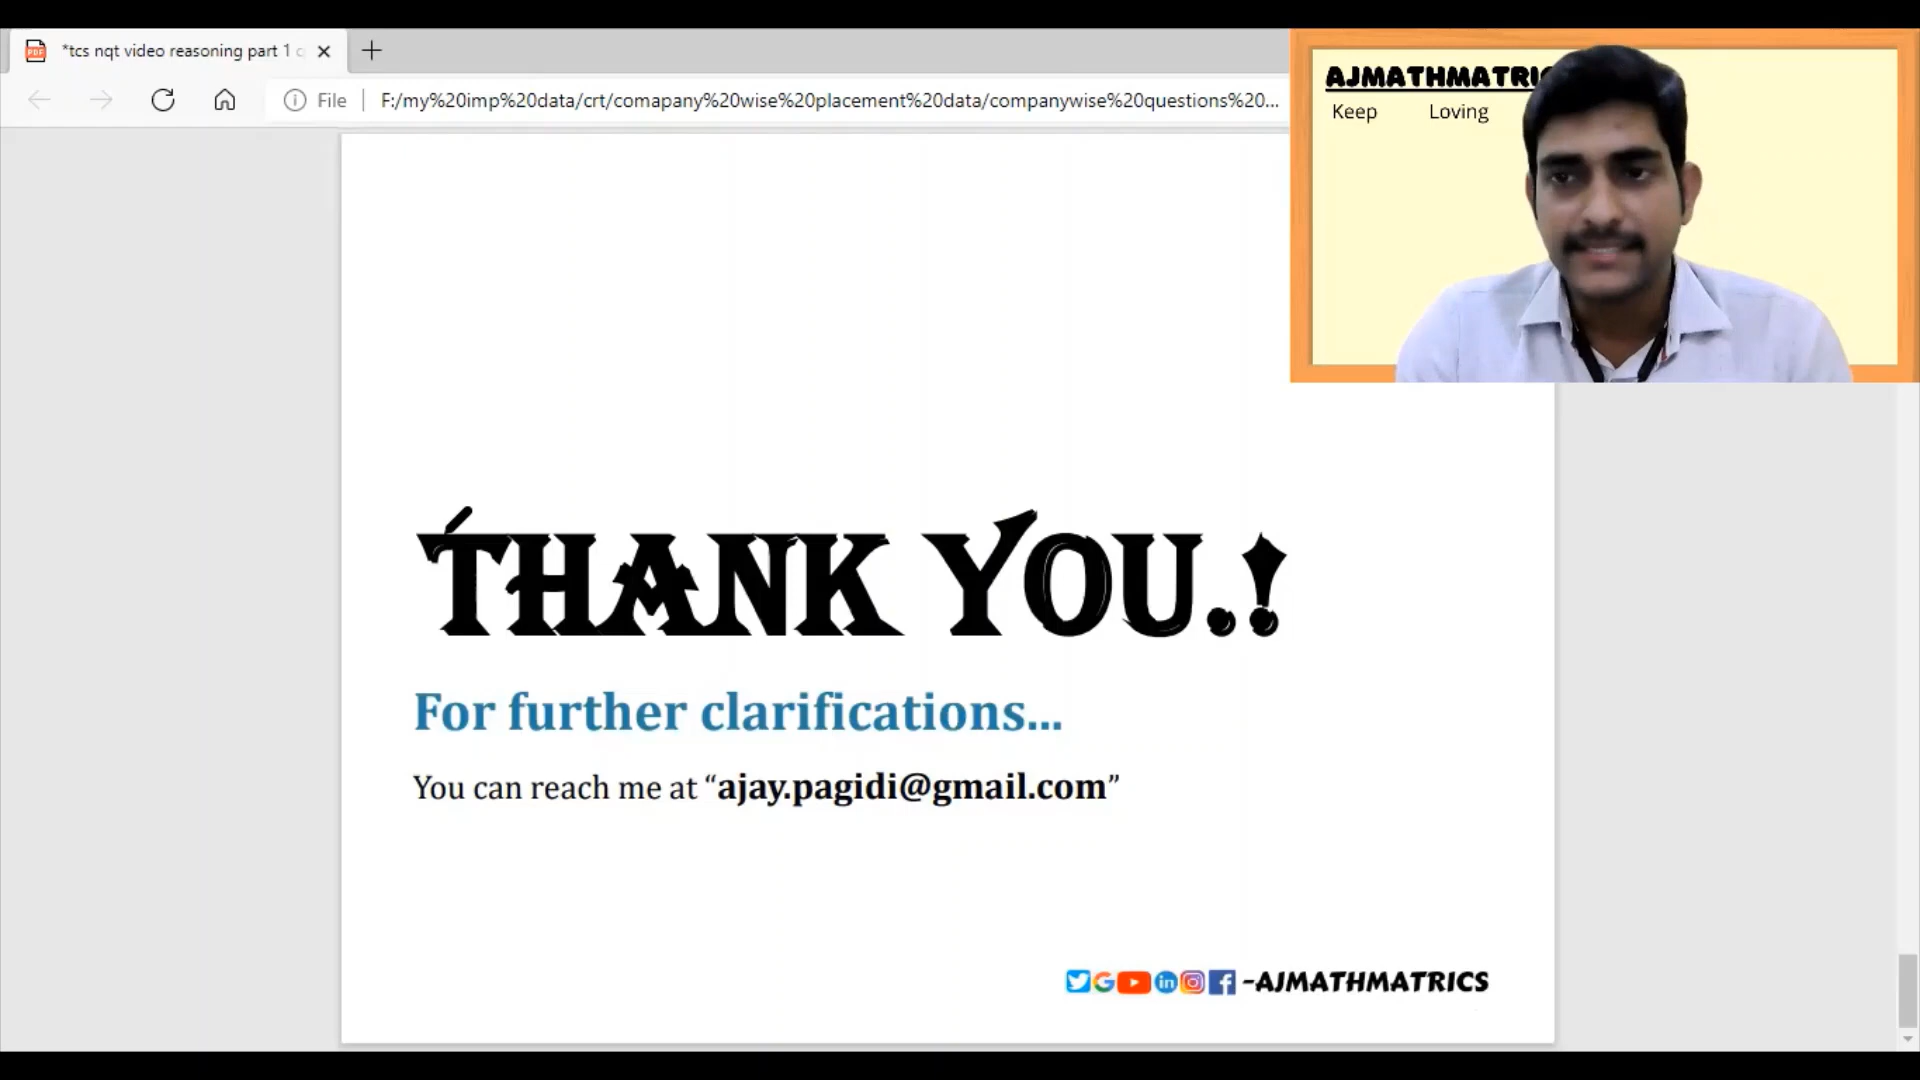 *tcs nqt video reasoning part 1
File
F:/my%20imp%20data/crt/comapany%20wise%20placement%20data/companywise%20questions%20...
AJMATHMATRIC
Keep Loving
THANK YOU.!
For further clarifications...
You can reach me at “ajay.pagidi@gmail.com”
-AJMATHMATRICS